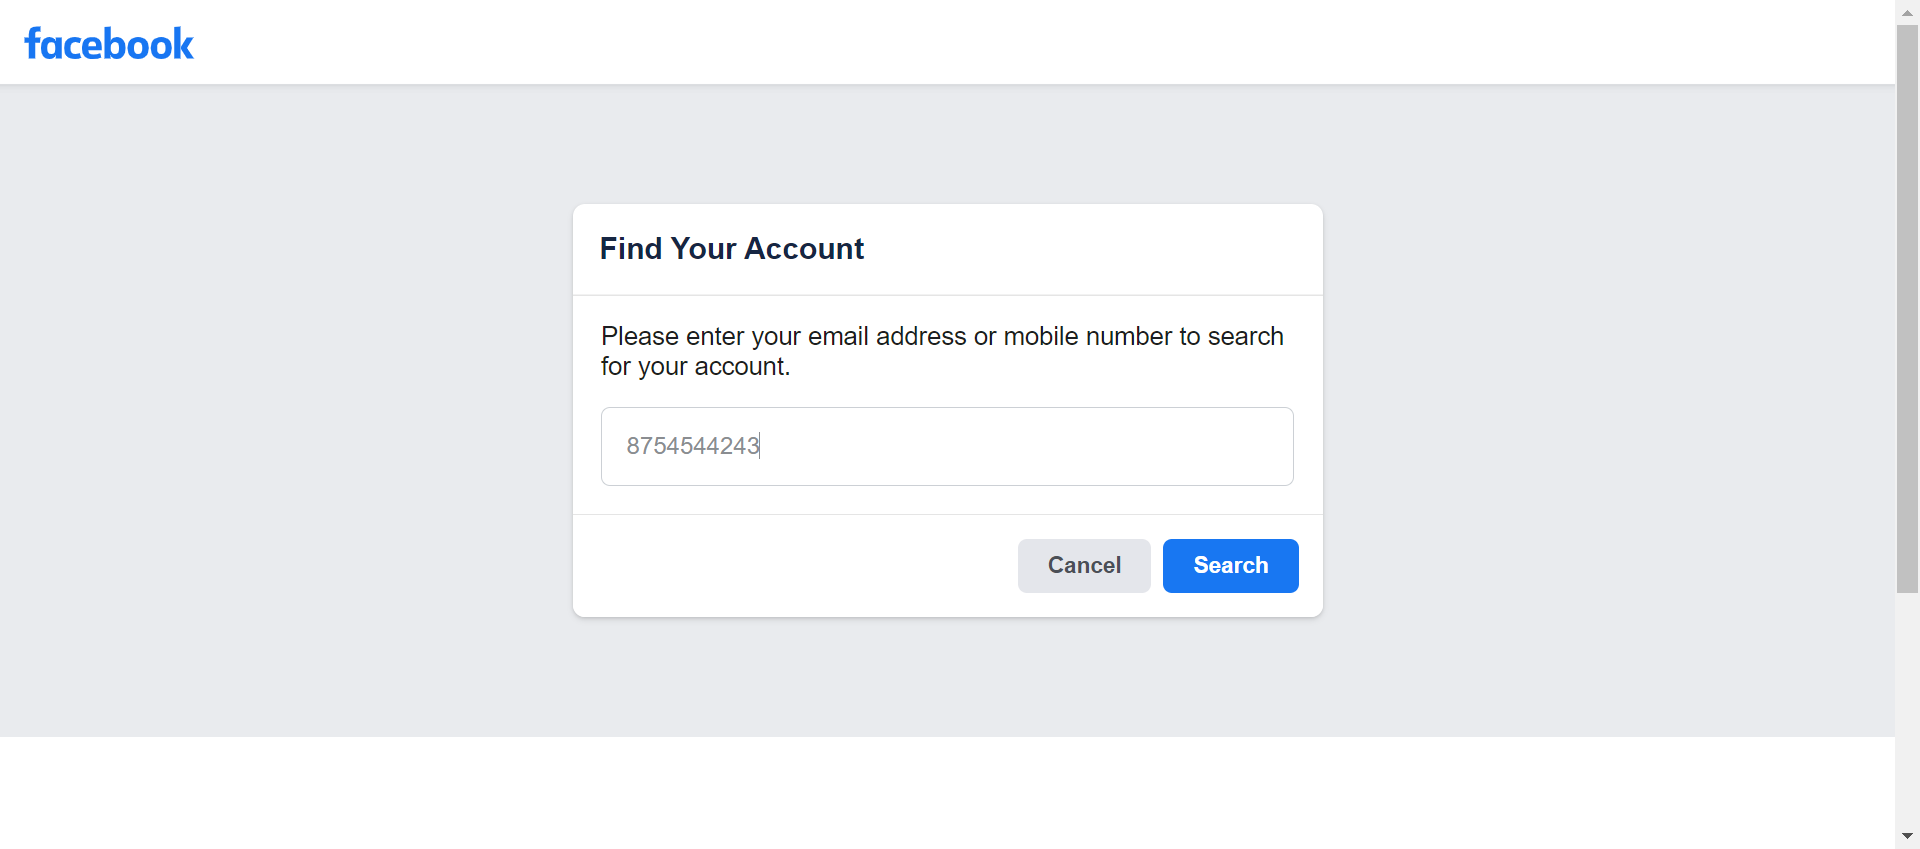 facebook
Find Your Account
Please enter your email address or mobile number to search
for your account.
8754544243
Cancel
Search